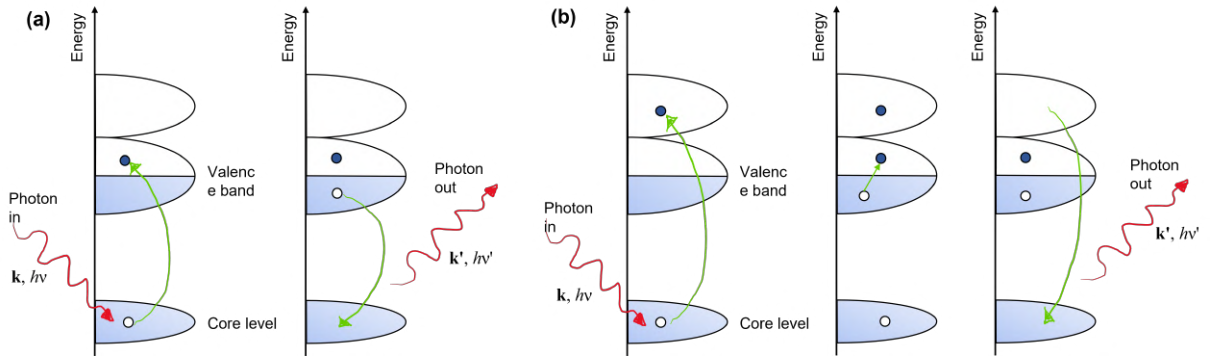 (a)
Energy
Energy
Valenc
e band
Photon
out
Photon
in
k, hν
k', hν'
Core level
(b)
Energy
Energy
Energy
Valenc
e band
Photon
out
Photon
in
k, hν
k', hν'
Core level